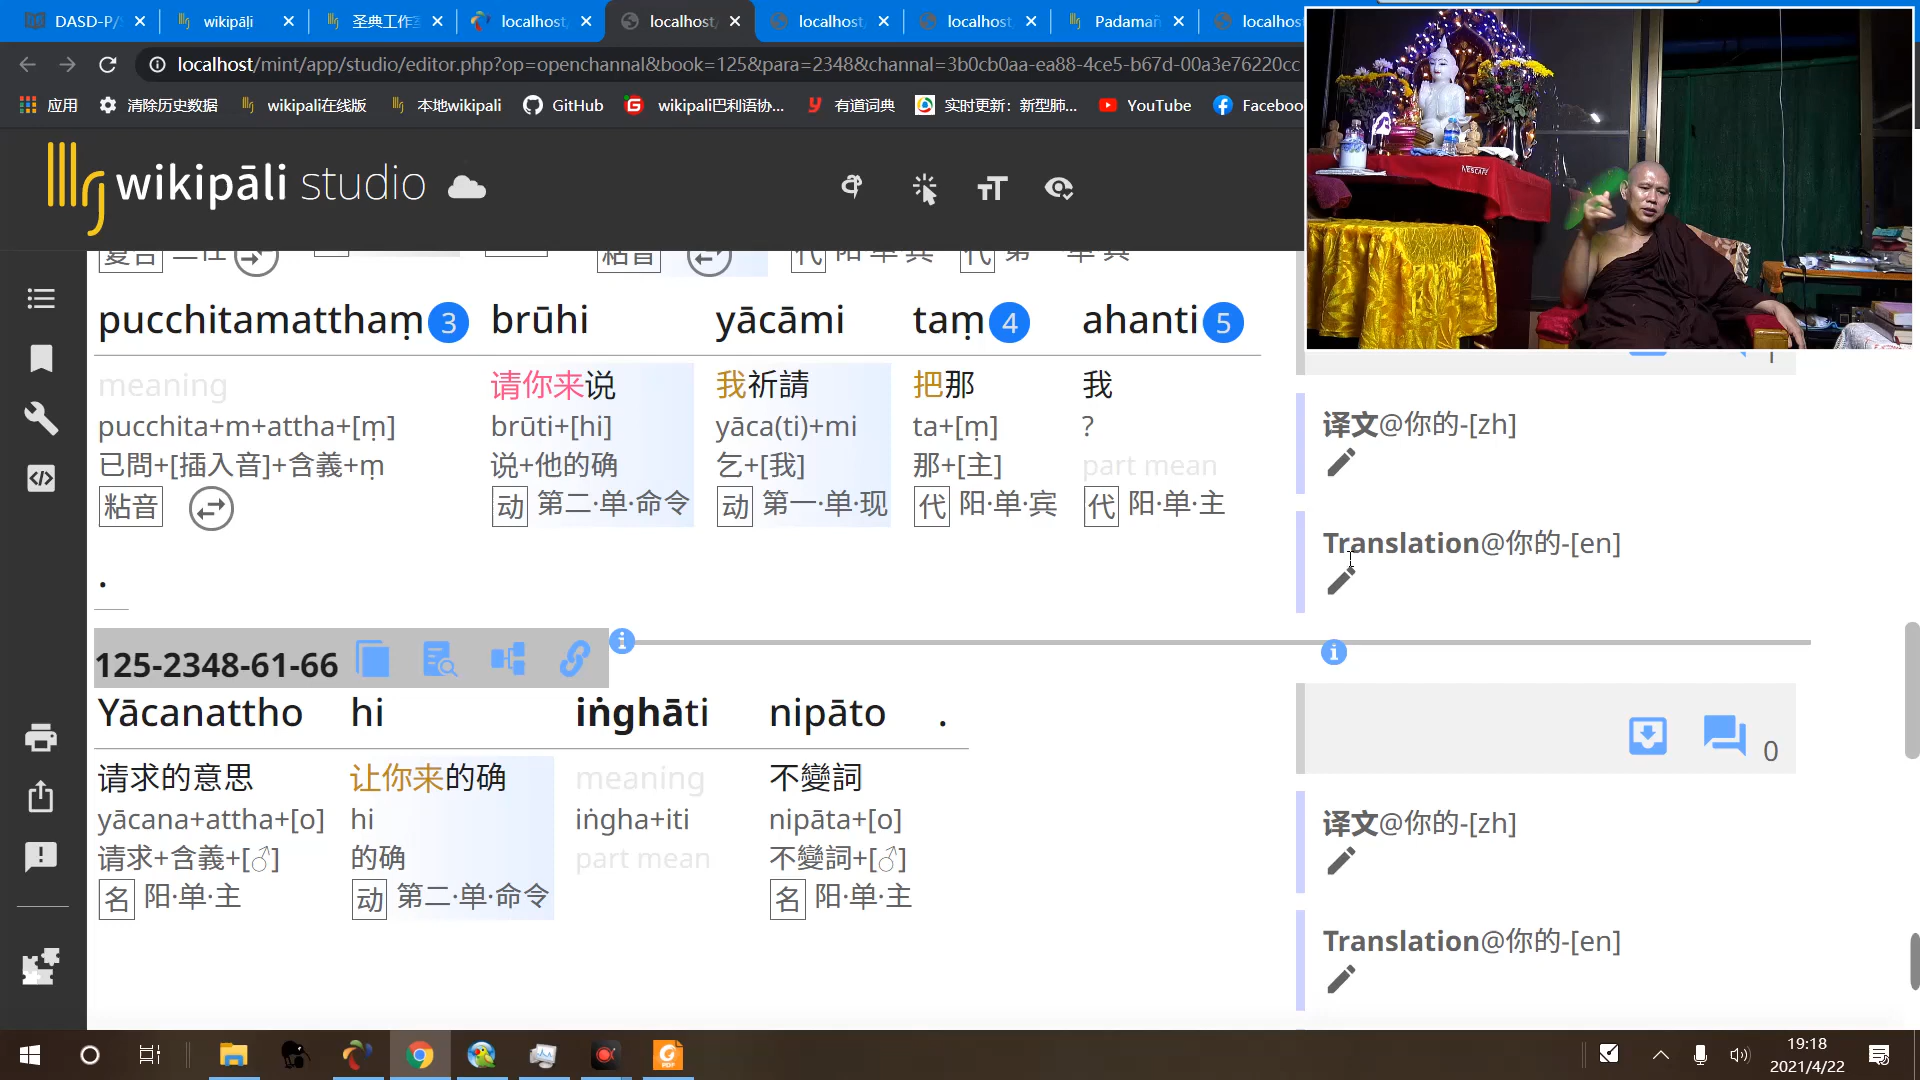 DASD-P/
wikipāḷi
圣典工作
localhost
localhost
localhost
localhost
Padamañ
localhos
localhost/mint/app/studio/editor.php?op=openchannal&book=125&para=2348&channal=3b0cb0aa-ea88-4ce5-b67d-00a3e76220cc
应用
清除历史数据
wikipali在线版
本地wikipali
GitHub
wikipali巴利语协...
有道词典
实时更新：新型肺...
YouTube
Faceboo
NESCAFÉ
wikipāli studio
pucchitamatthaṃ 3 brūhi yācāmi taṃ 4 ahanti 5
meaning 请你来说 我祈請 把那 我
pucchita+m+attha+[ṃ] brūti+[hi] yāca(ti)+mi ta+[ṃ] ?
已問+[插入音]+含義+ṃ 说+他的确 乞+[我] 那+[主] part mean
粘音 动 第二·单·命令 动 第一·单·现 代 阳·单·宾 代 阳·单·主
.
125-2348-61-66
Yācanattho hi iṅghāti nipāto .
请求的意思 让你来的确 meaning 不變詞
yācana+attha+[o] hi iṅgha+iti nipāta+[o]
请求+含義+[♂] 的确 part mean 不變詞+[♂]
名 阳·单·主 动 第二·单·命令 名 阳·单·主
译文@你的-[zh]
Translation@你的-[en]
0
译文@你的-[zh]
Translation@你的-[en]
19:18
2021/4/22